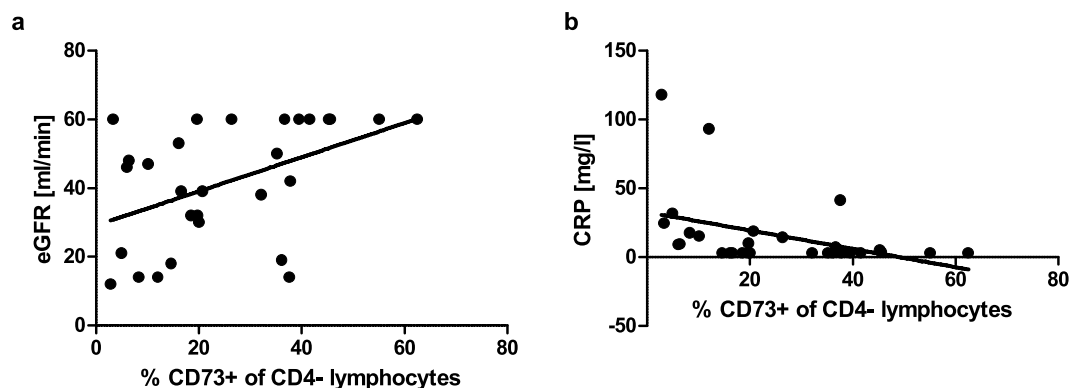 a
80
60
40
20
0
eGFR [ml/min]
0 20 40 60 80
% CD73+ of CD4- lymphocytes
b
150
100
50
0
-50
CRP [mg/l]
20 40 60 80
% CD73+ of CD4- lymphocytes